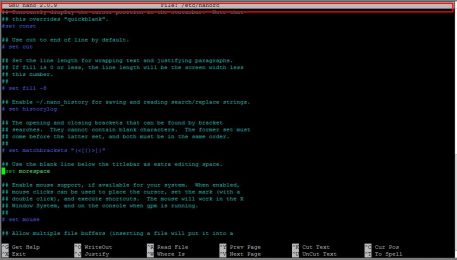 GNU nano 2.0.9 File: /etc/nanorc
## Constantly display the cursor position in the statusbar. Note that
## this overrides "quickblank".
# set const
## Use cut to end of line by default.
##
# set cut
## Set the line length for wrapping text and justifying paragraphs.
## If fill is 0 or less, the line length will be the screen width less
## this number.
##
# set fill -8
## Enable ~/.nano_history for saving and reading search/replace strings.
# set historylog
## The opening and closing brackets that can be found by bracket
## searches. They cannot contain blank characters. The former set must
## come before the latter set, and both must be in the same order.
##
# set matchbrackets "(<[{)>]}"
## Use the blank line below the titlebar as extra editing space.
set morespace
## Enable mouse support, if available for your system. When enabled,
## mouse clicks can be used to place the cursor, set the mark (with a
## double click), and execute shortcuts. The mouse will work in the X
## Window System, and on the console when gpm is running.
##
# set mouse
## Allow multiple file buffers (inserting a file will put it into a
^G Get Help ^O WriteOut ^R Read File ^Y Prev Page ^K Cut Text ^C Cur Pos
^X Exit ^J Justify ^W Where Is ^V Next Page ^U UnCut Text ^T To Spell